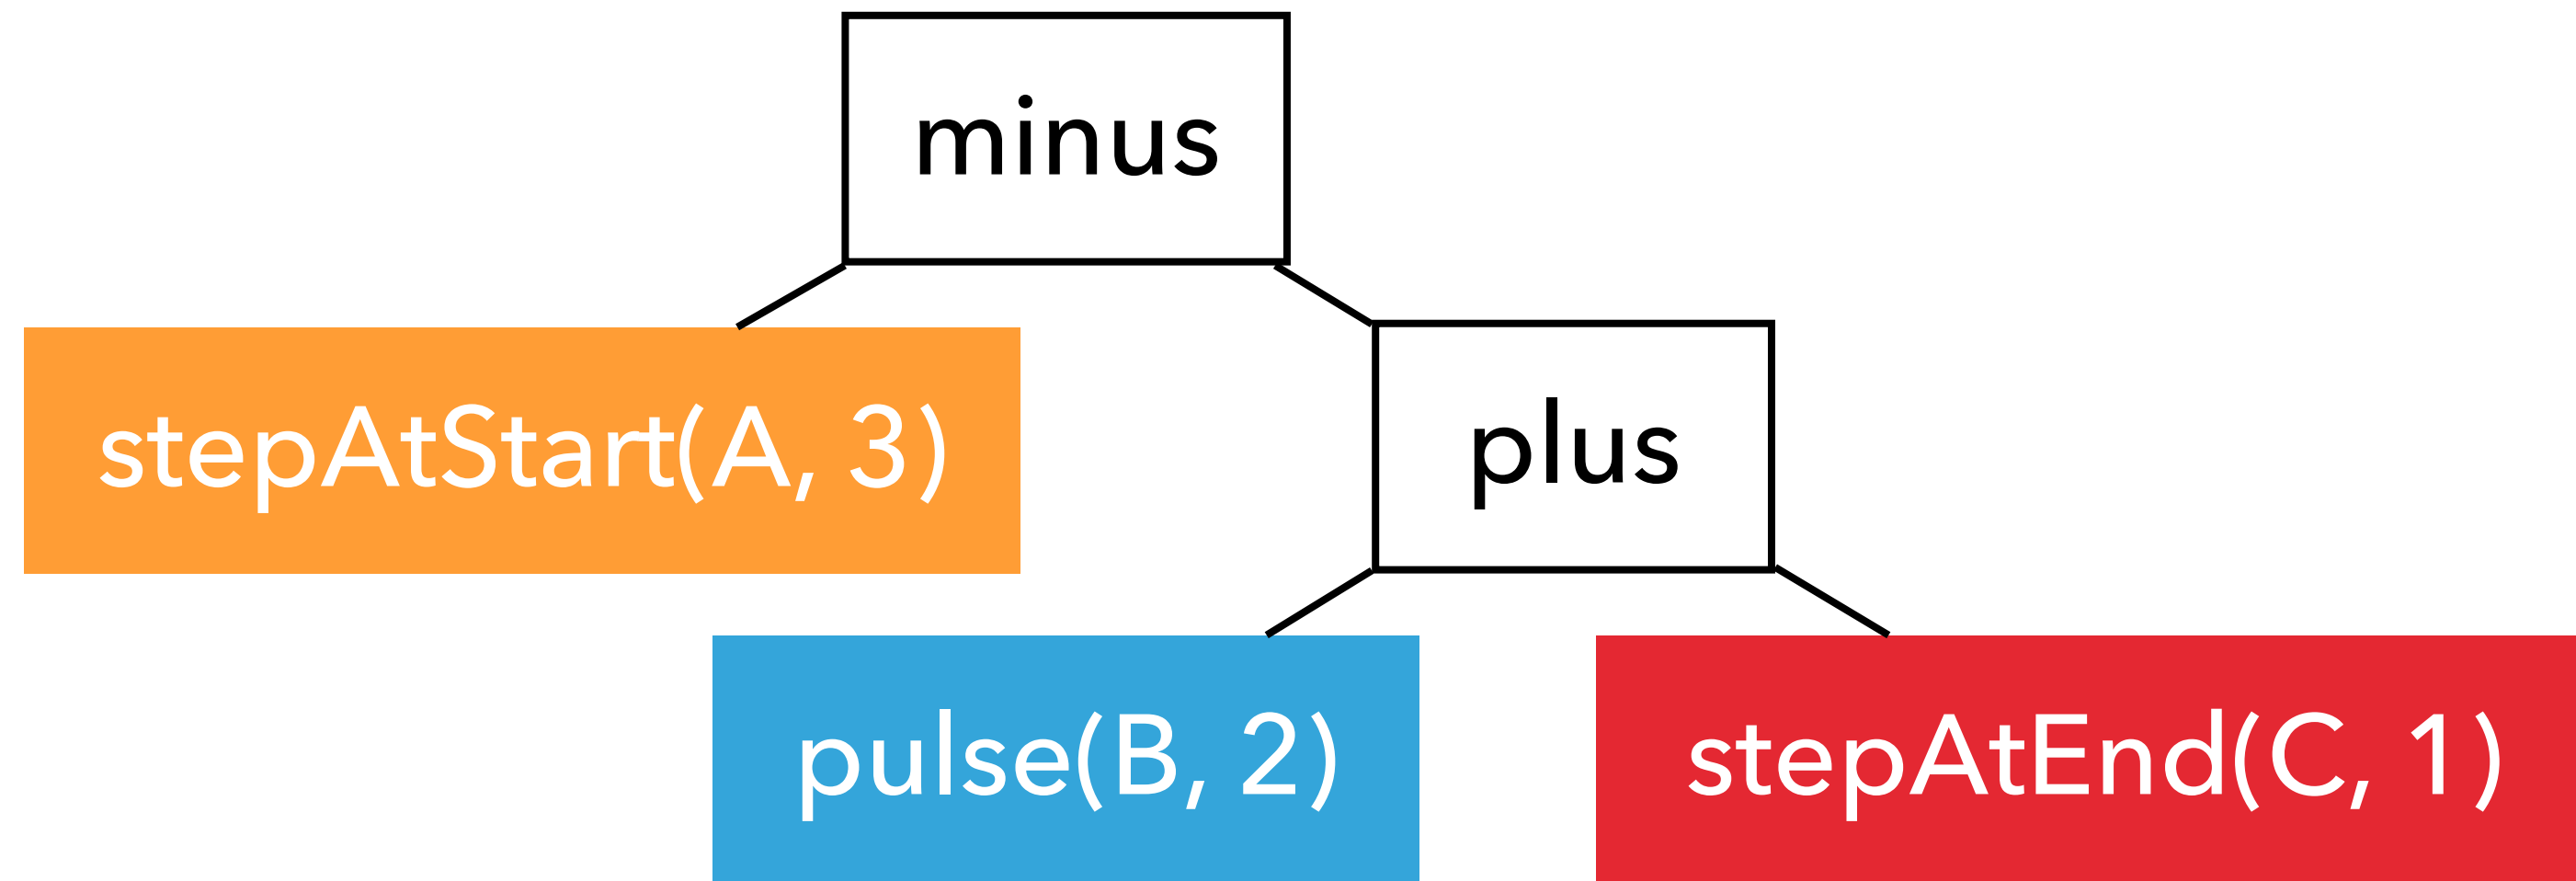 minus
stepAtStart(A, 3)
plus
pulse(B, 2)
stepAtEnd(C, 1)